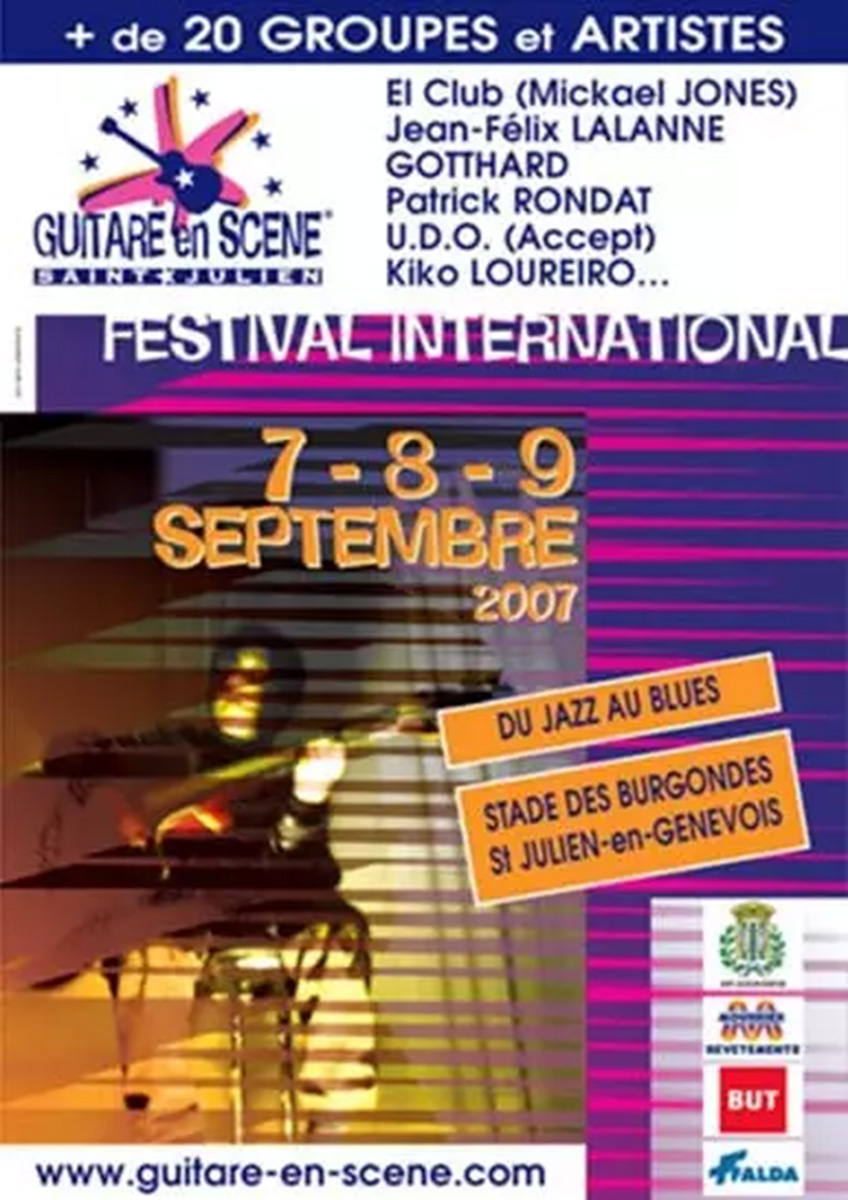 + de 20 GROUPES et ARTISTES
GUITARE en SCENE
SAINT JULIEN
El Club (Mickael JONES)
Jean-Félix LALANNE
GOTTHARD
Patrick RONDAT
U.D.O. (Accept)
Kiko LOUREIRO...
FESTIVAL INTERNATIONAL
7 - 8 - 9
SEPTEMBRE
2007
DU JAZZ AU BLUES
STADE DES BURGONDES
St JULIEN-en-GENEVOIS
REVETEMENTS
BUT
FALDA
www.guitare-en-scene.com